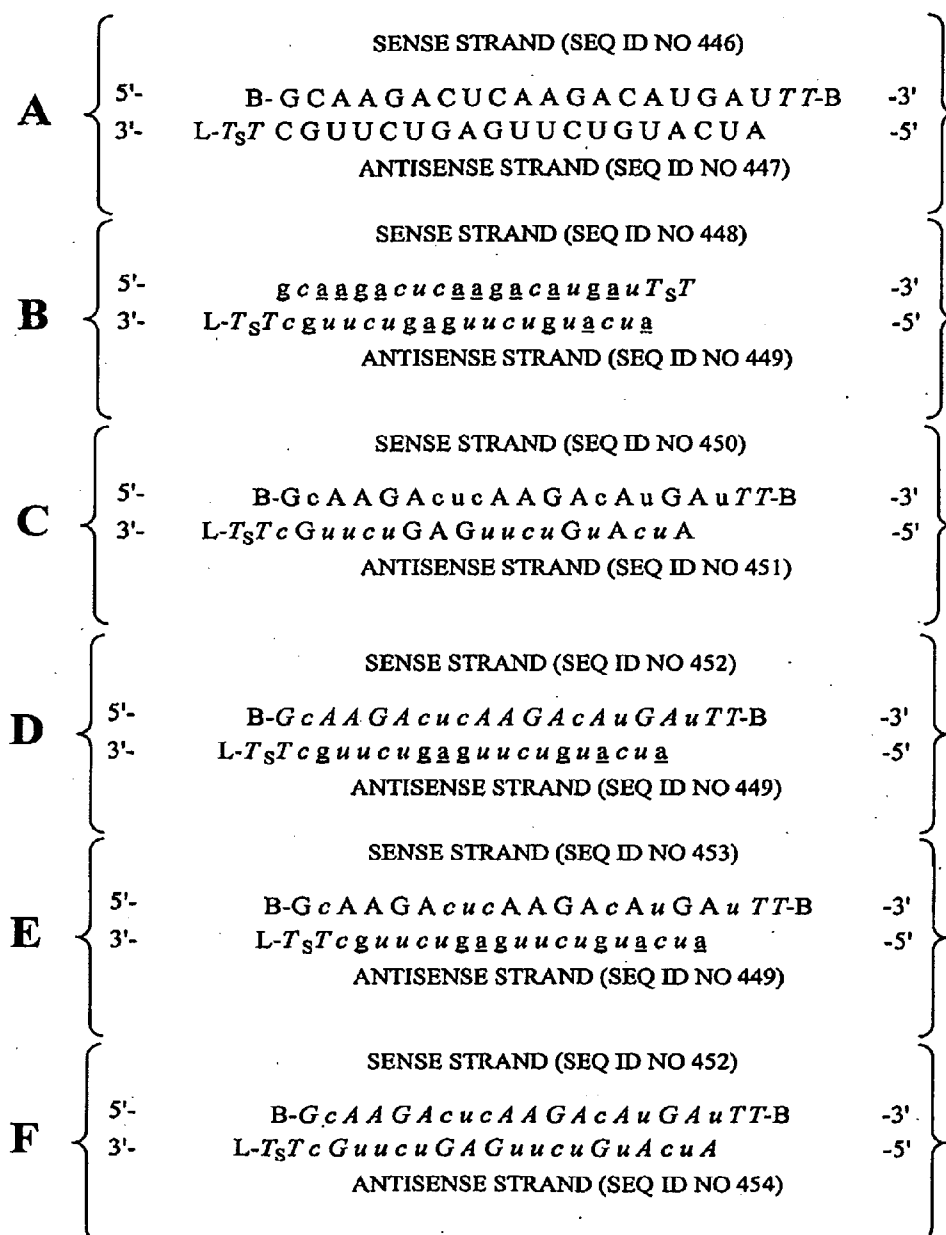 SENSE STRAND (SEQ ID NO 446)
A
5'- B-GCAAGACUCAAGACAUGAUTT-B -3'
3'- L-TSTCGUUCUGAGUUCUGUACUA -5'
ANTISENSE STRAND (SEQ ID NO 447)
SENSE STRAND (SEQ ID NO 448)
B
5'- gcaagacucaagacaugauTST -3'
3'- L-TSTcguucugaguucuguacua -5'
ANTISENSE STRAND (SEQ ID NO 449)
SENSE STRAND (SEQ ID NO 450)
C
5'- B-GcAAGAcucAAGAcAuGAuTT-B -3'
3'- L-TSTcGuucuGAGuucuGuAcuA -5'
ANTISENSE STRAND (SEQ ID NO 451)
SENSE STRAND (SEQ ID NO 452)
D
5'- B-GcAAGAcucAAGAcAuGAuTT-B -3'
3'- L-TSTcguucugaguucuguacua -5'
ANTISENSE STRAND (SEQ ID NO 449)
SENSE STRAND (SEQ ID NO 453)
E
5'- B-GcAAGAcucAAGAcAuGAuTT-B -3'
3'- L-TSTcguucugaguucuguacua -5'
ANTISENSE STRAND (SEQ ID NO 449)
SENSE STRAND (SEQ ID NO 452)
F
5'- B-GcAAGAcucAAGAcAuGAuTT-B -3'
3'- L-TSTcGuucuGAGuucuGuAcuA -5'
ANTISENSE STRAND (SEQ ID NO 454)